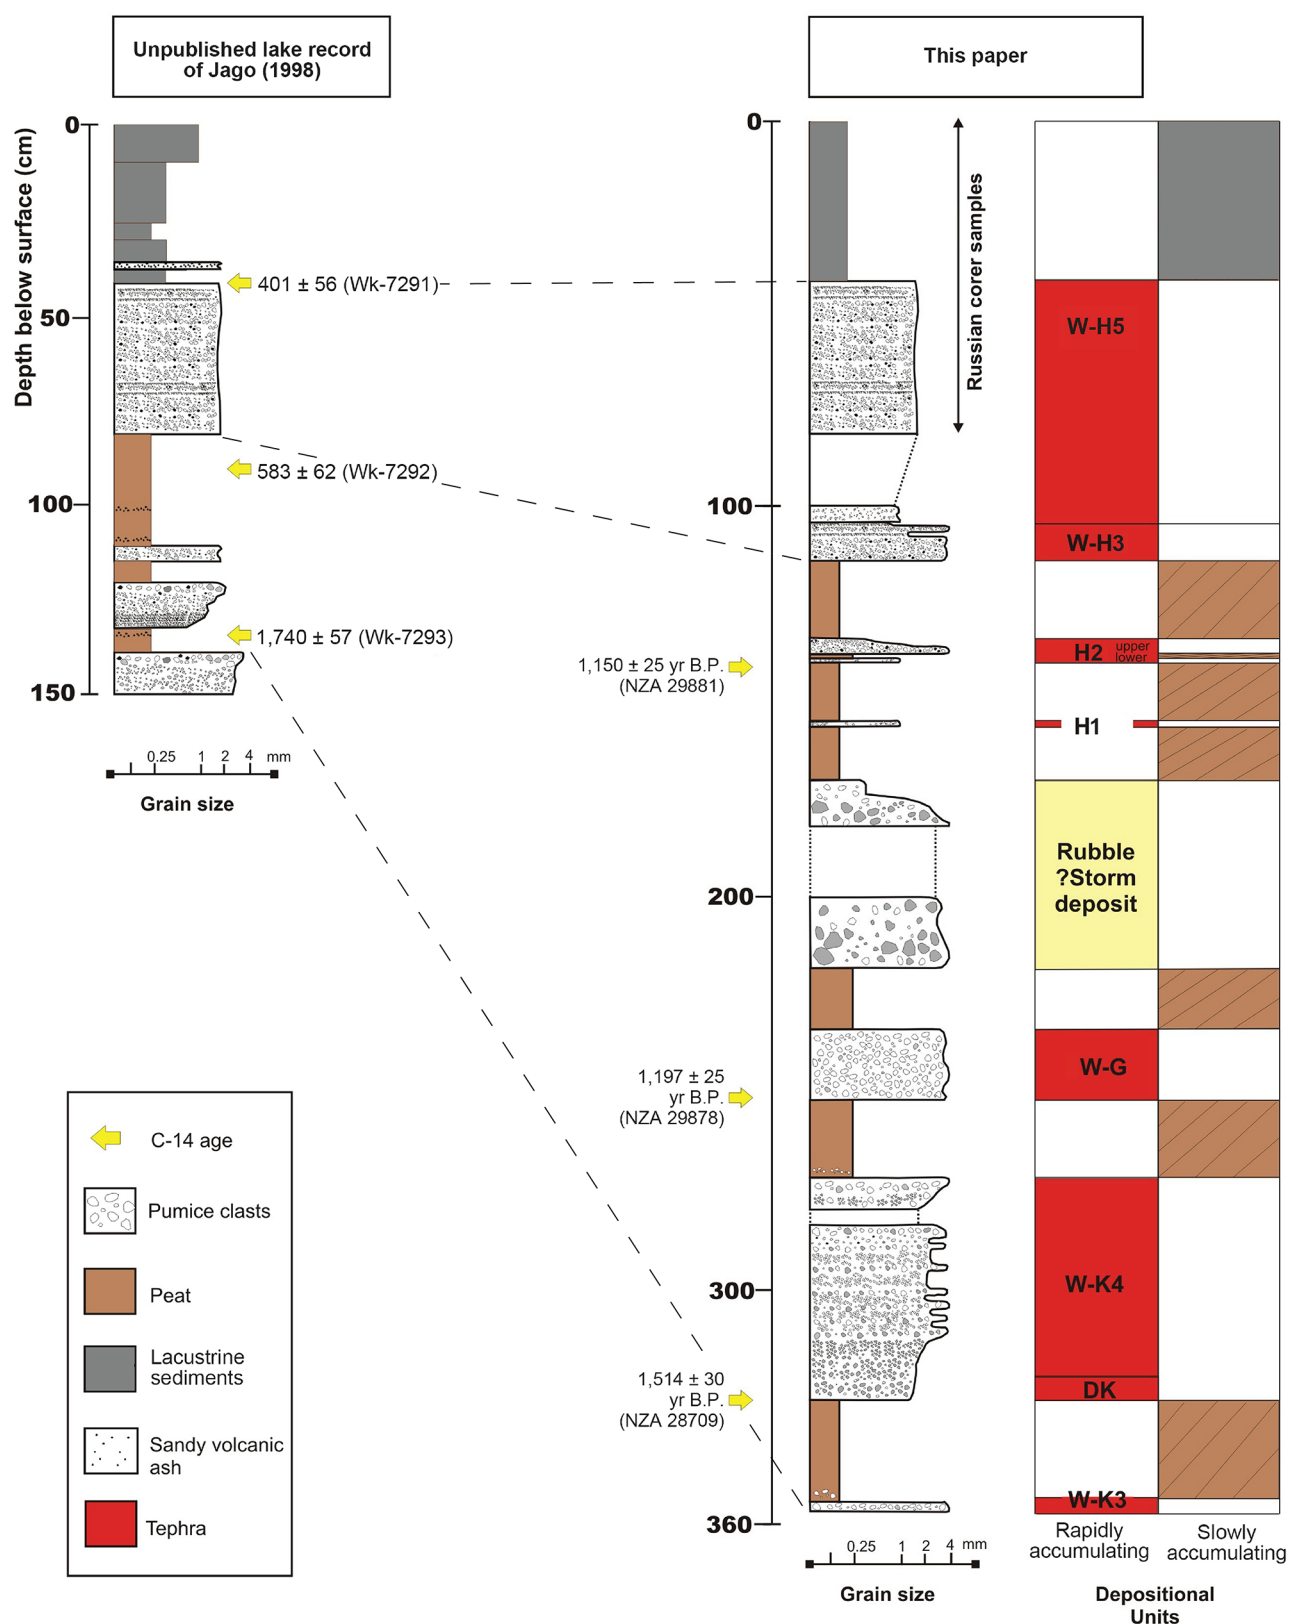 Unpublished lake record
of Jago (1998)
This paper
Depth below surface (cm)
0
50
100
150
401 ± 56 (Wk-7291)
583 ± 62 (Wk-7292)
1,740 ± 57 (Wk-7293)
0.25 1 2 4 mm
Grain size
0
100
200
300
360
Russian corer samples
1,150 ± 25 yr B.P.
(NZA 29881)
1,197 ± 25
yr B.P.
(NZA 29878)
1,514 ± 30
yr B.P.
(NZA 28709)
0.25 1 2 4 mm
Grain size
W-H5
W-H3
H2 upper
lower
H1
Rubble
?Storm
deposit
W-G
W-K4
DK
W-K3
Rapidly
accumulating
Slowly
accumulating
Depositional
Units
C-14 age
Pumice clasts
Peat
Lacustrine
sediments
Sandy volcanic
ash
Tephra